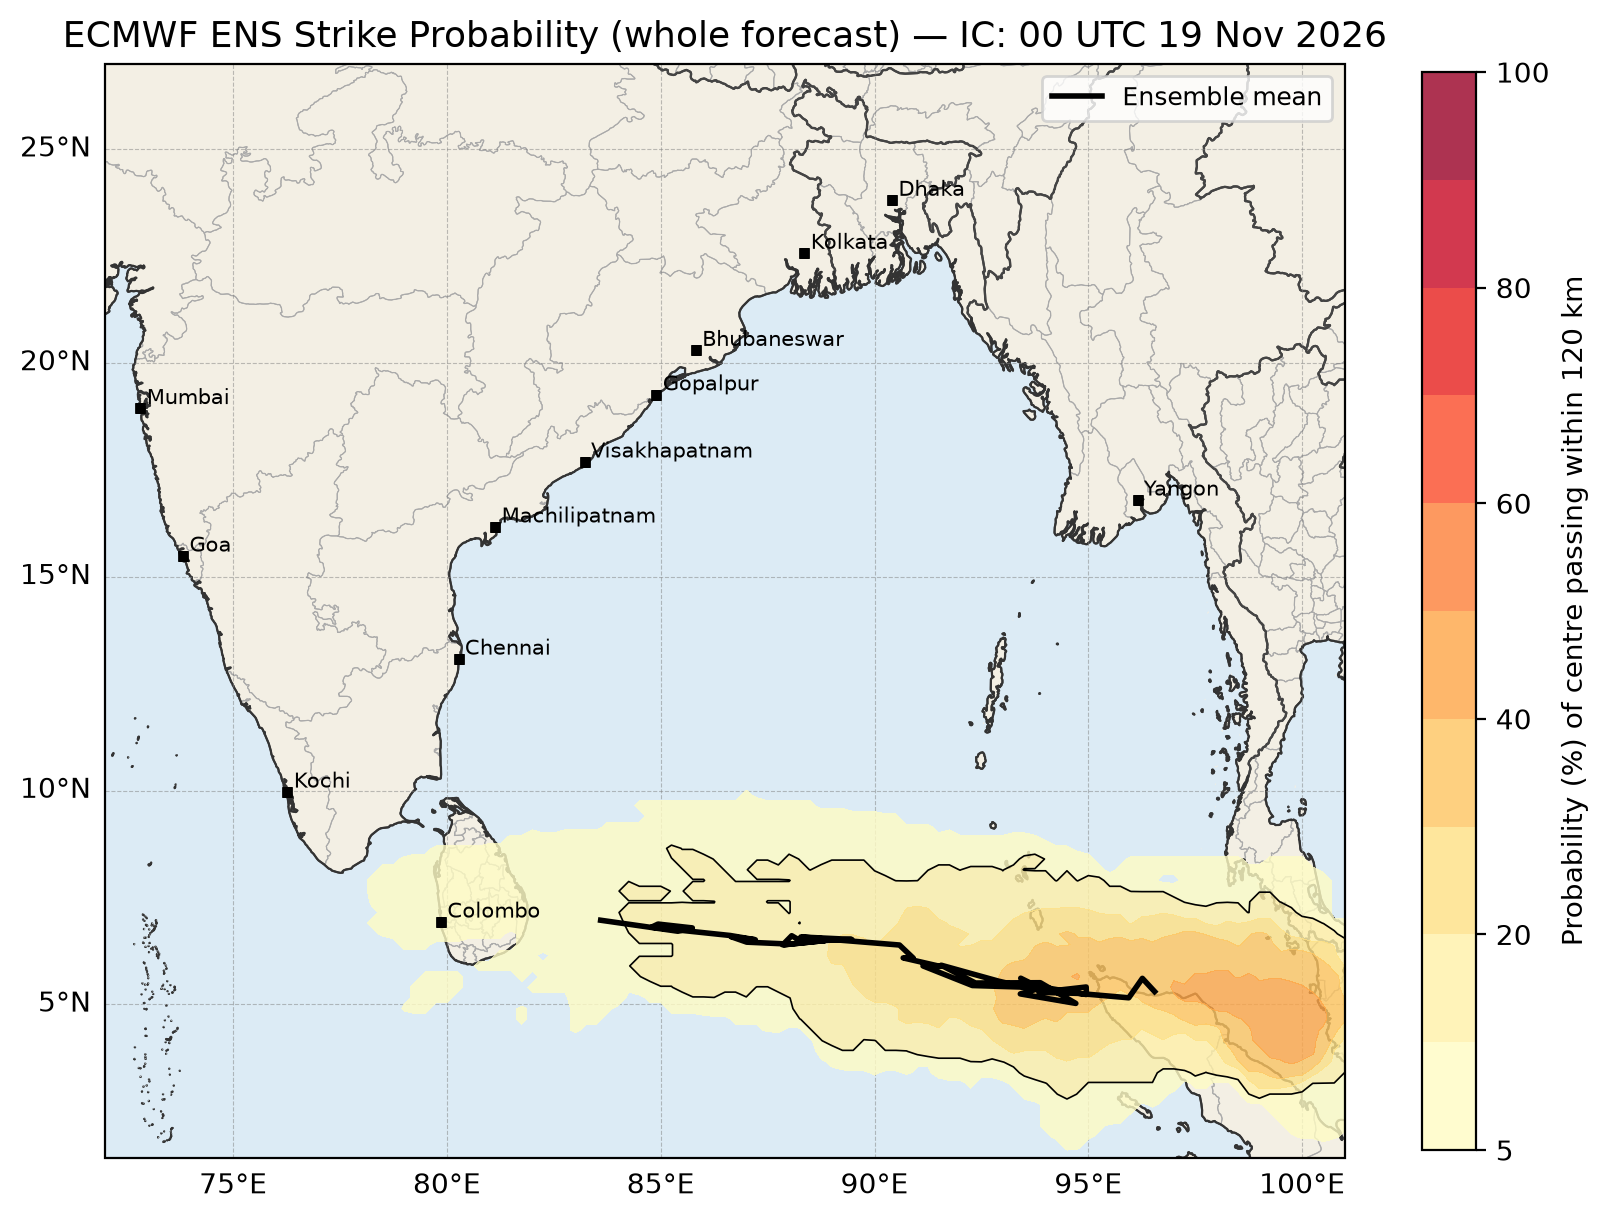 ECMWF ENS Strike Probability (whole forecast) — IC: 00 UTC 19 Nov 2026
Ensemble mean
25°N
20°N
15°N
10°N
5°N
75°E
80°E
85°E
90°E
95°E
100°E
Dhaka
Kolkata
Bhubaneswar
Gopalpur
Mumbai
Visakhapatnam
Yangon
Machilipatnam
Goa
Chennai
Kochi
Colombo
100
80
60
40
20
5
Probability (%) of centre passing within 120 km